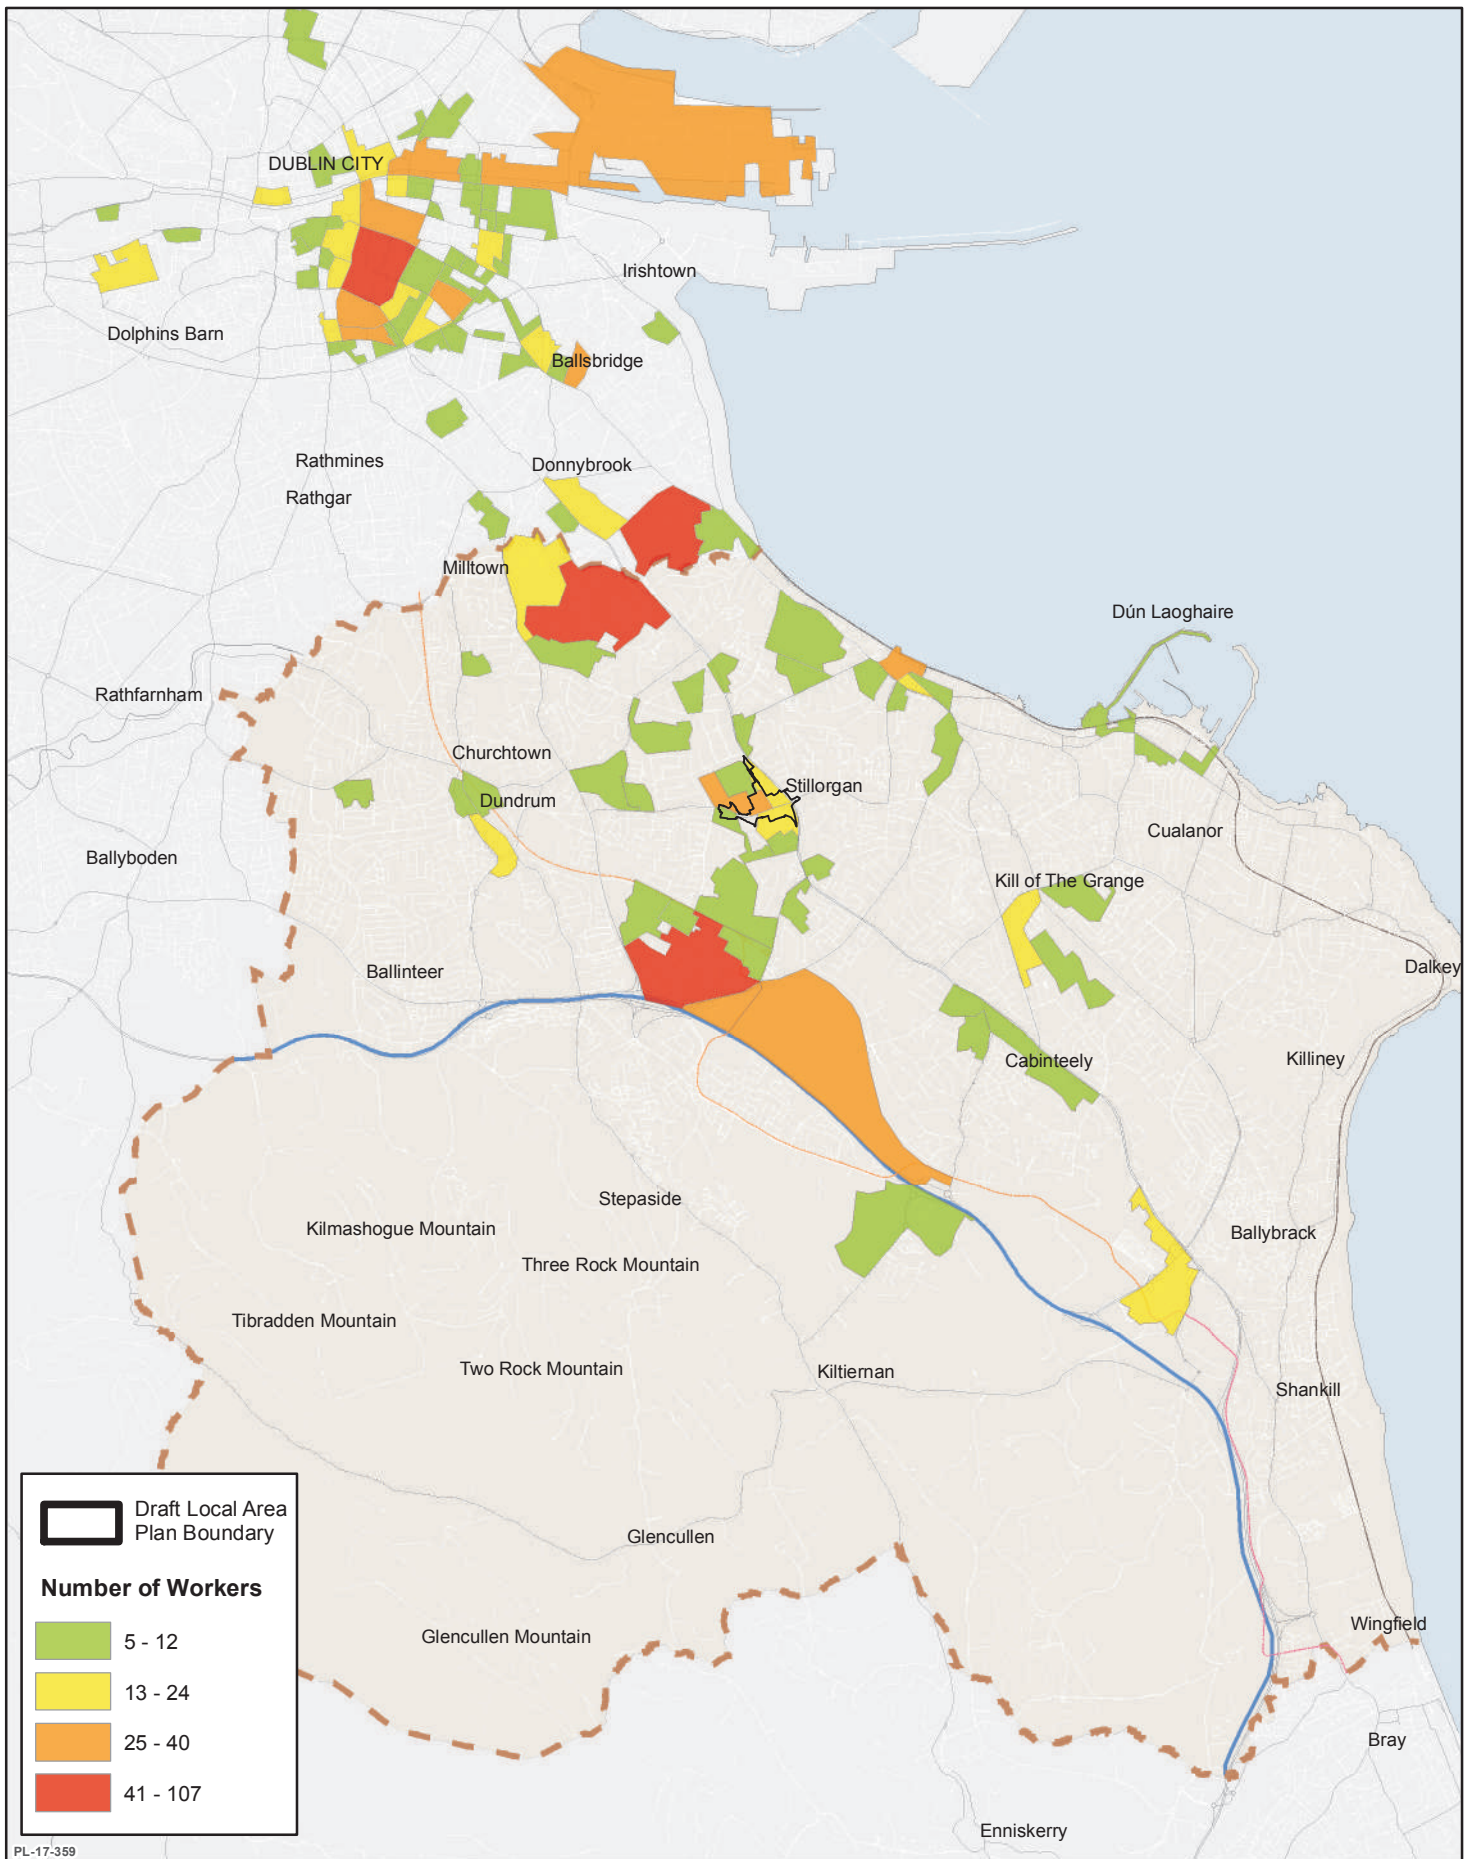 DUBLIN CITY
Irishtown
Dolphins Barn
Ballsbridge
Rathmines
Donnybrook
Rathgar
Milltown
Dún Laoghaire
Rathfarnham
Churchtown
Stillorgan
Dundrum
Cualanor
Ballyboden
Kill of The Grange
Dalkey
Ballinteer
Cabinteely
Killiney
Stepaside
Kilmashogue Mountain
Ballybrack
Three Rock Mountain
Tibradden Mountain
Two Rock Mountain
Kiltiernan
Shankill
Glencullen
Wingfield
Glencullen Mountain
Bray
Enniskerry
Draft Local Area
Plan Boundary
Number of Workers
5 - 12
13 - 24
25 - 40
41 - 107
PL-17-359